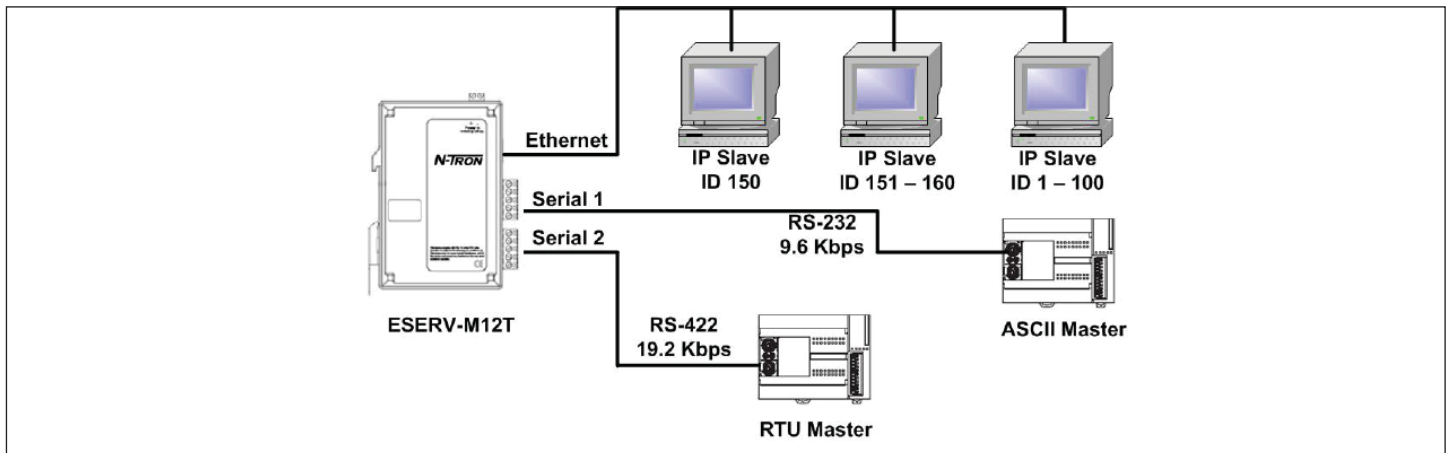 Ethernet
IP Slave
ID 150
IP Slave
ID 151 – 160
IP Slave
ID 1 – 100
N-TRON
Serial 1
RS-232
9.6 Kbps
Serial 2
ESERV-M12T
RS-422
19.2 Kbps
ASCII Master
RTU Master